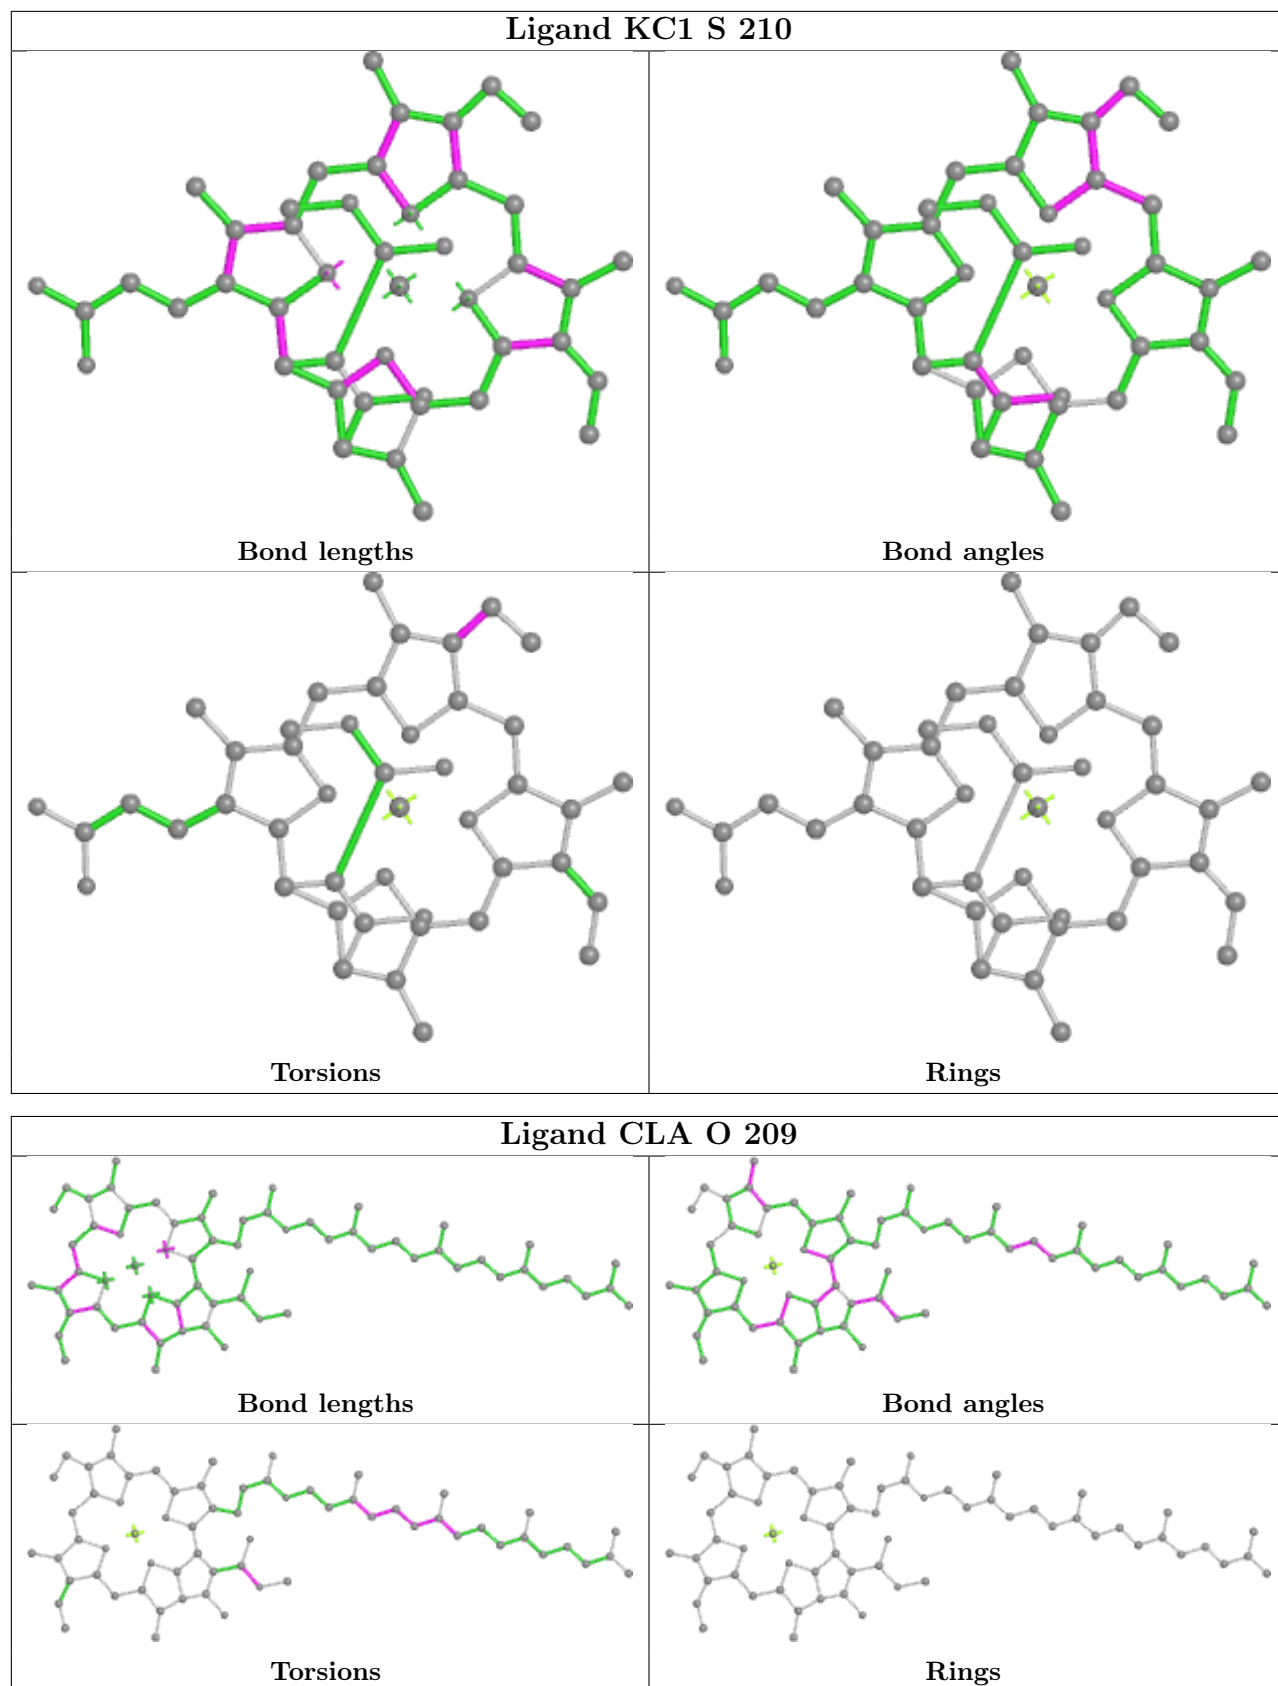 Ligand KC1 S 210
Bond lengths
Bond angles
Torsions
Rings
Ligand CLA O 209
Bond lengths
Bond angles
Torsions
Rings